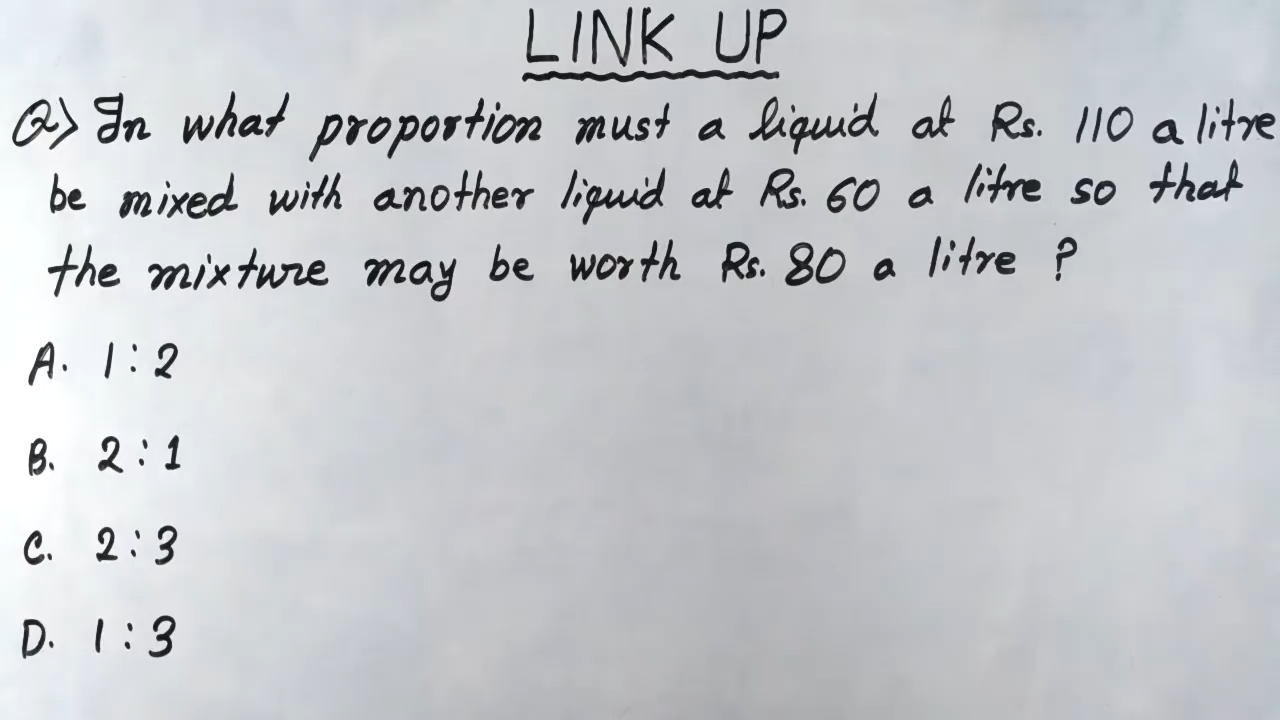 LINK UP
Q> In what proportion must a liquid at Rs. 110 a litre
be mixed with another liquid at Rs. 60 a litre so that
the mixture may be worth Rs. 80 a litre ?
A. 1 : 2
B. 2 : 1
C. 2 : 3
D. 1 : 3